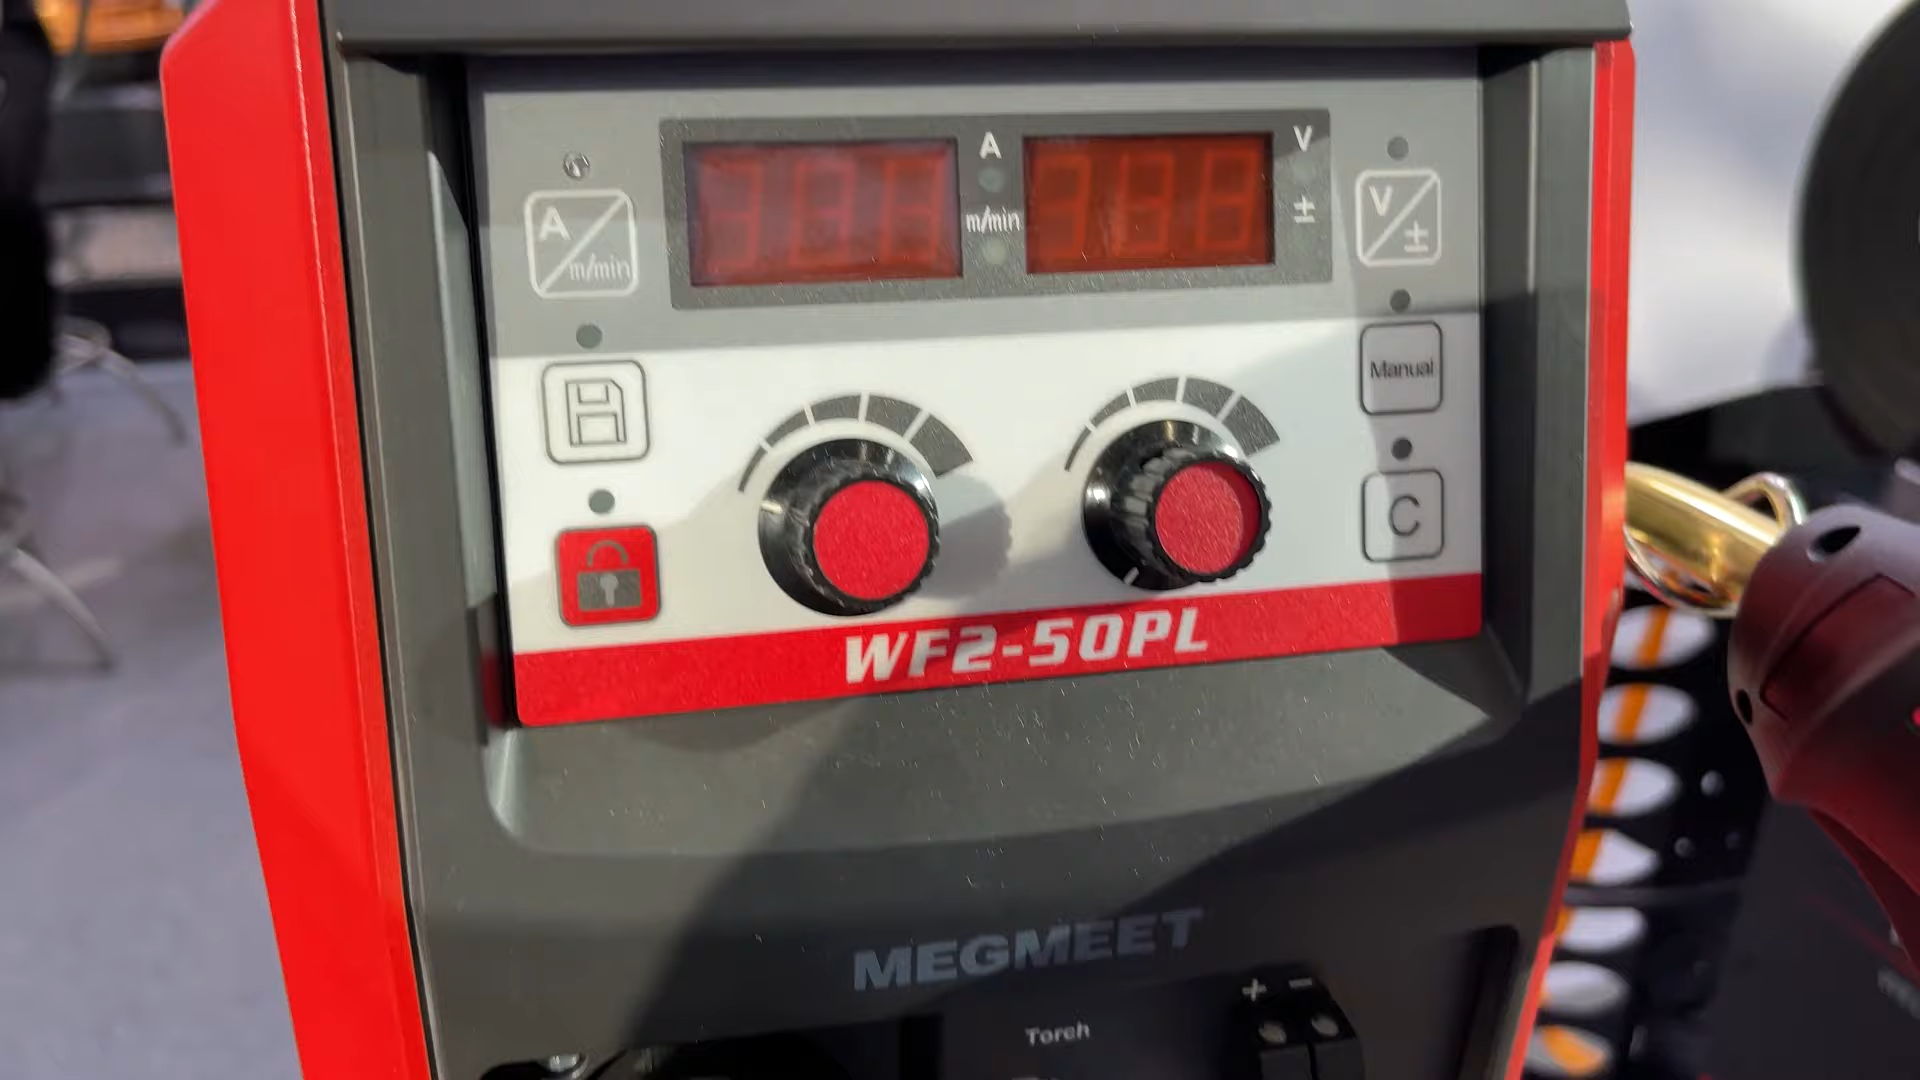 A
V
m/min
±
A
m/min
V
±
Manual
C
WF2-50PL
MEGMEET
+ −
Torch